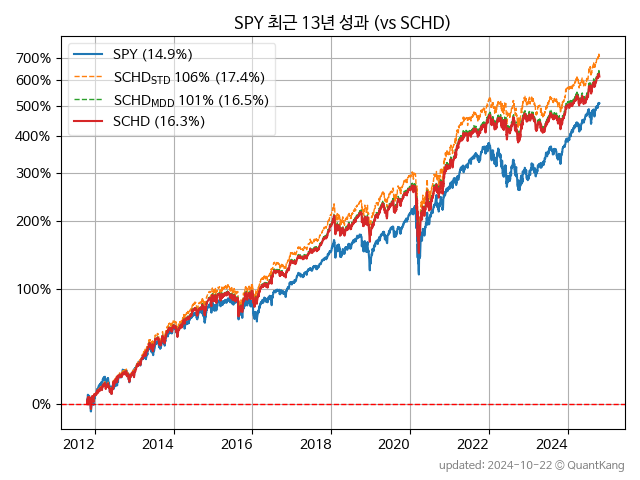 SPY 최근 13년 성과 (vs SCHD)
SPY (14.9%)
SCHD_STD 106% (17.4%)
SCHD_MDD 101% (16.5%)
SCHD (16.3%)
700%
600%
500%
400%
300%
200%
100%
0%
2012 2014 2016 2018 2020 2022 2024
updated: 2024-10-22 © QuantKang